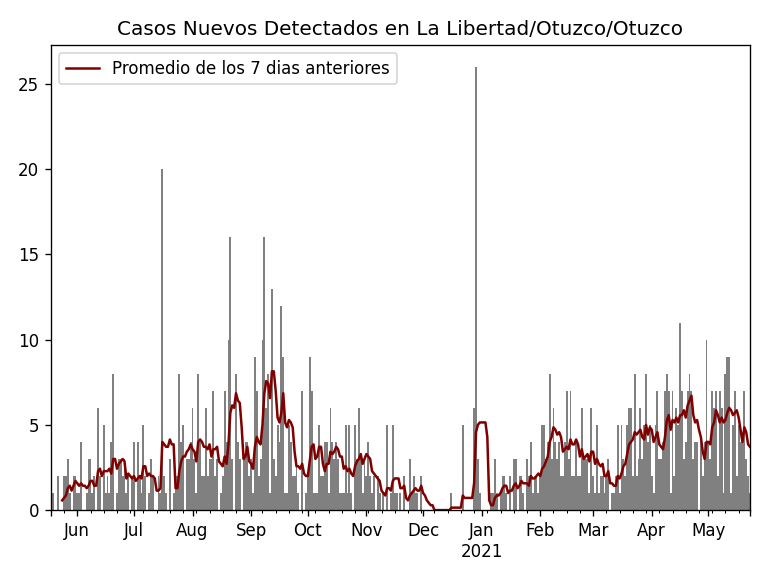 Casos Nuevos Detectados en La Libertad/Otuzco/Otuzco
Promedio de los 7 dias anteriores
25
20
15
10
5
0
Jun Jul Aug Sep Oct Nov Dec Jan Feb Mar Apr May
2021